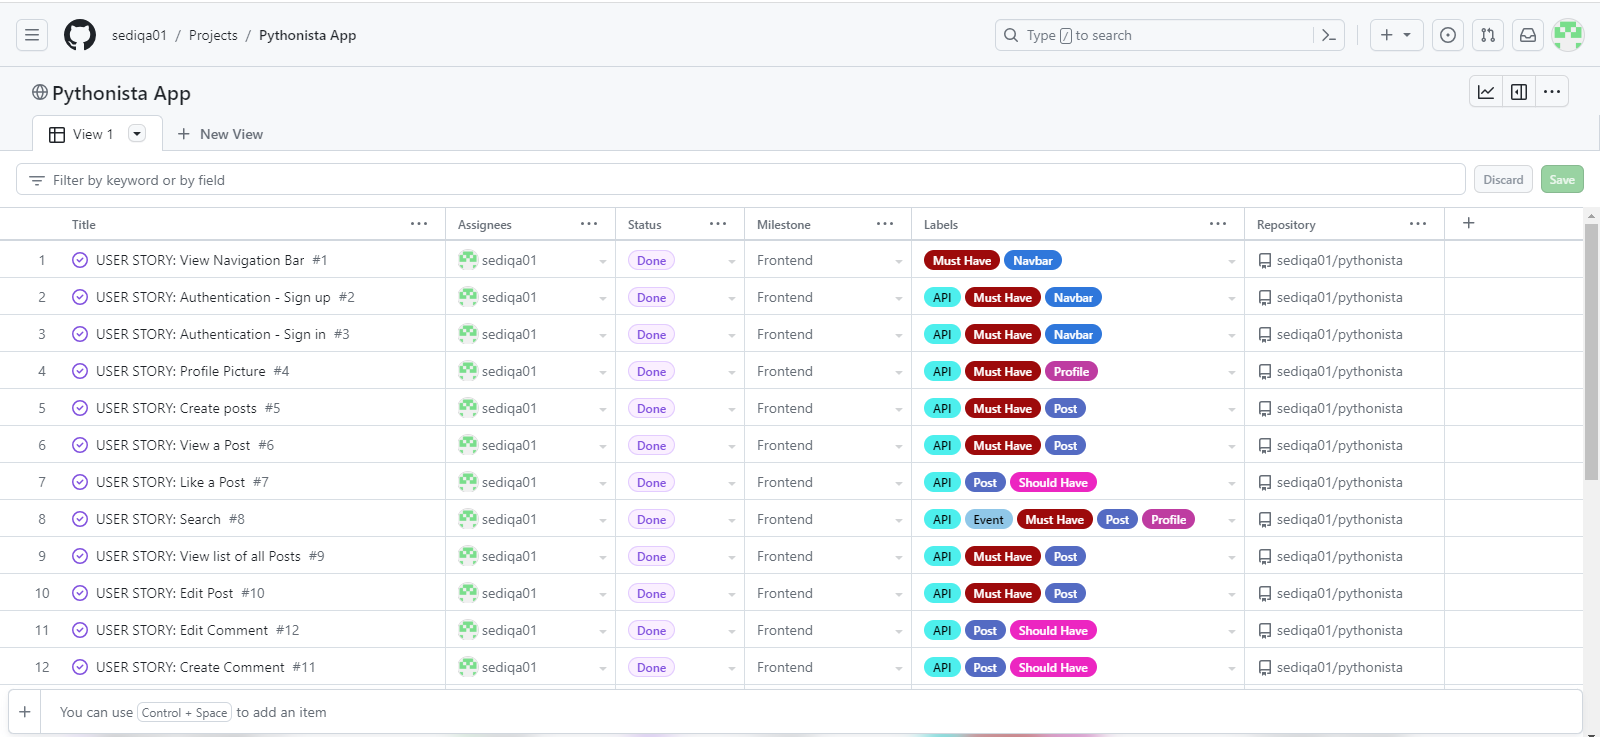 sediqa01 / Projects / Pythonista App
Type / to search
Pythonista App
View 1 New View
Filter by keyword or by field Discard Save
Title Assignees Status Milestone Labels Repository
1 USER STORY: View Navigation Bar #1 sediqa01 Done Frontend Must Have Navbar sediqa01/pythonista
2 USER STORY: Authentication - Sign up #2 sediqa01 Done Frontend API Must Have Navbar sediqa01/pythonista
3 USER STORY: Authentication - Sign in #3 sediqa01 Done Frontend API Must Have Navbar sediqa01/pythonista
4 USER STORY: Profile Picture #4 sediqa01 Done Frontend API Must Have Profile sediqa01/pythonista
5 USER STORY: Create posts #5 sediqa01 Done Frontend API Must Have Post sediqa01/pythonista
6 USER STORY: View a Post #6 sediqa01 Done Frontend API Must Have Post sediqa01/pythonista
7 USER STORY: Like a Post #7 sediqa01 Done Frontend API Post Should Have sediqa01/pythonista
8 USER STORY: Search #8 sediqa01 Done Frontend API Event Must Have Post Profile sediqa01/pythonista
9 USER STORY: View list of all Posts #9 sediqa01 Done Frontend API Must Have Post sediqa01/pythonista
10 USER STORY: Edit Post #10 sediqa01 Done Frontend API Must Have Post sediqa01/pythonista
11 USER STORY: Edit Comment #12 sediqa01 Done Frontend API Post Should Have sediqa01/pythonista
12 USER STORY: Create Comment #11 sediqa01 Done Frontend API Post Should Have sediqa01/pythonista
You can use Control + Space to add an item